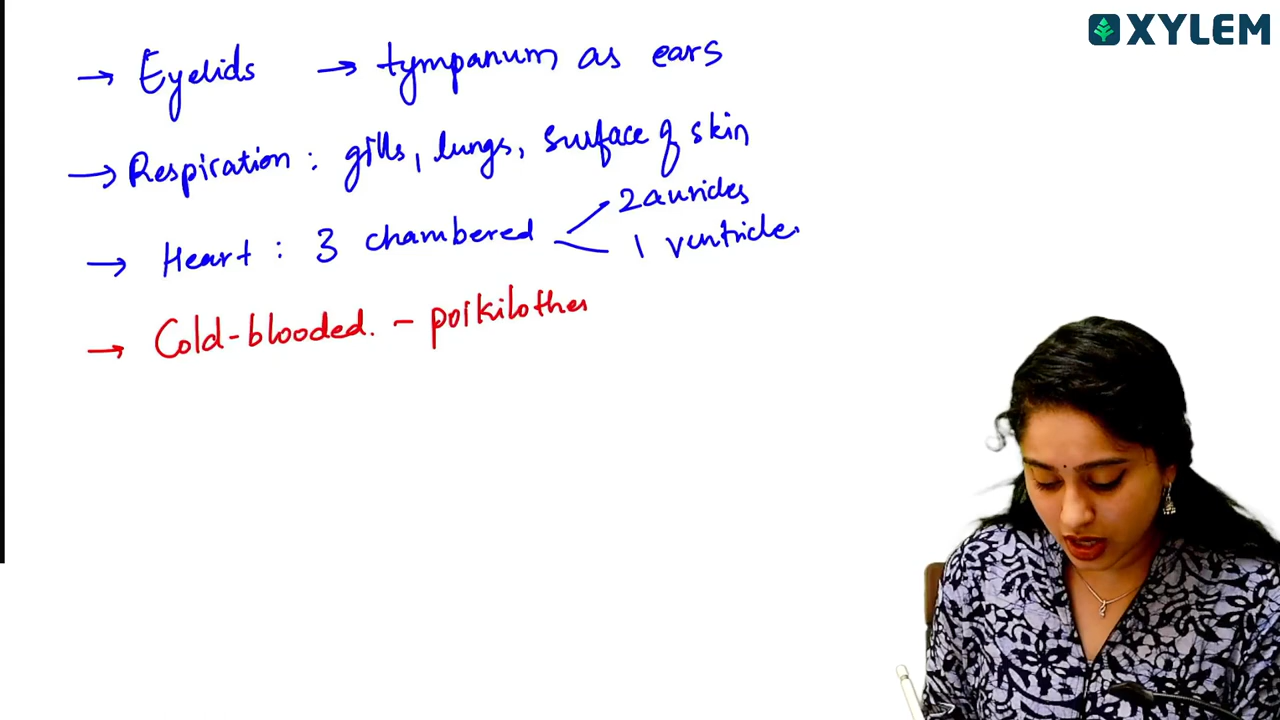 XYLEM
→ Eyelids → tympanum as ears
→ Respiration : gills, lungs, surface of skin
→ Heart : 3 chambered 2 auricles
1 ventricle.
→ Cold-blooded. - poikilother